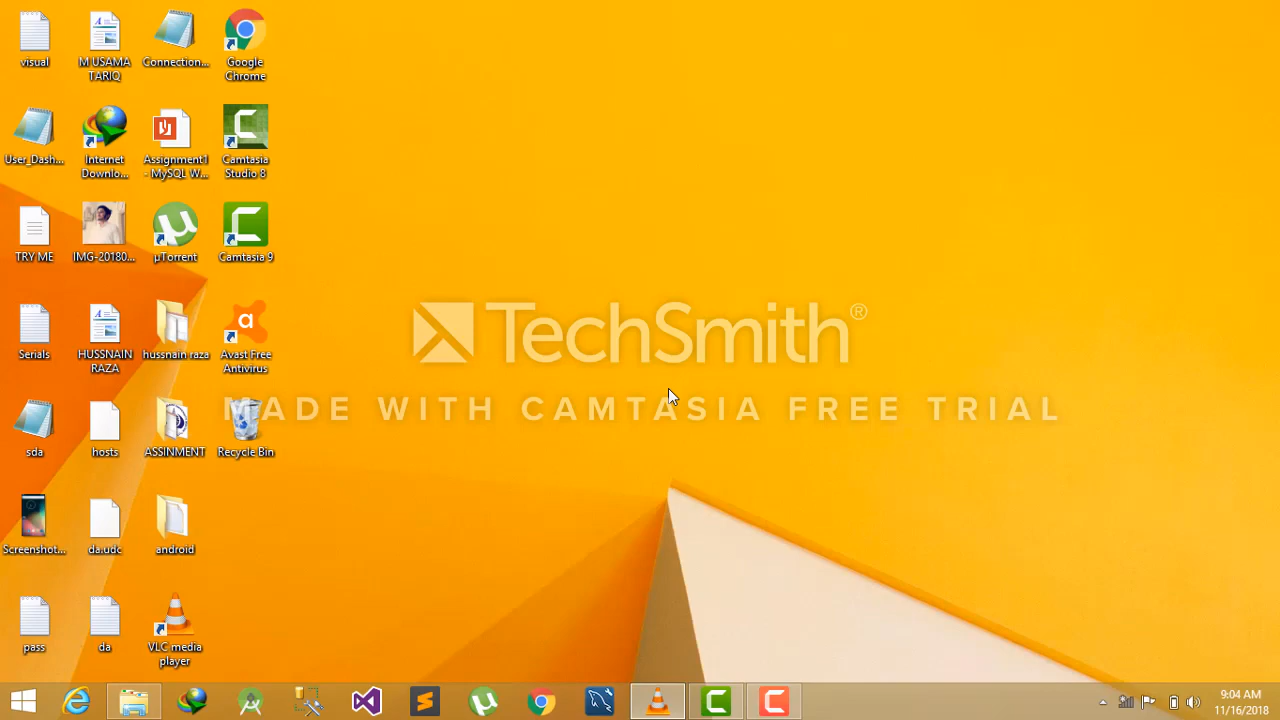 visual
M USAMA
TARIQ
Connection...
Google
Chrome
User_Dash...
Internet
Downlo...
Assignment1
- MySQL W...
Camtasia
Studio 8
TRY ME
IMG-20180...
µTorrent
Camtasia 9
Serials
HUSSNAIN
RAZA
hussnain raza
Avast Free
Antivirus
TechSmith®
MADE WITH CAMTASIA FREE TRIAL
sda
hosts
ASSINMENT
Recycle Bin
Screenshot...
da.udc
android
pass
da
VLC media
player
9:04 AM
11/16/2018